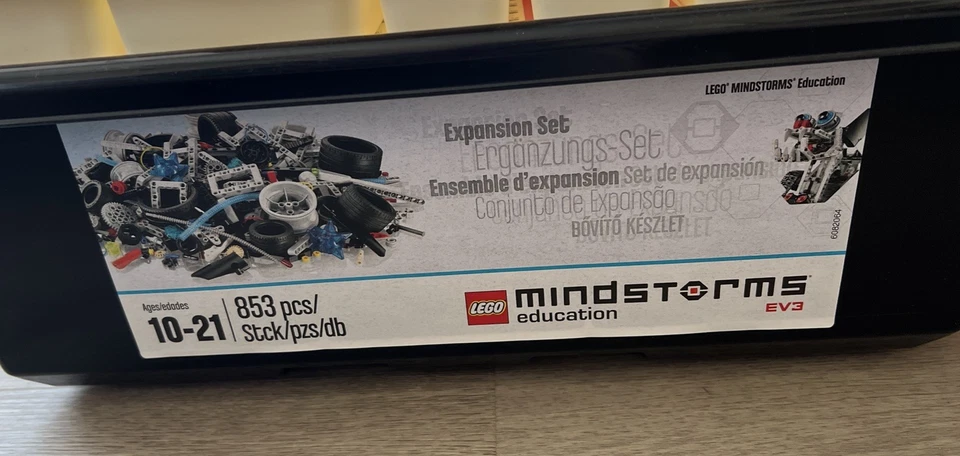 LEGO® MINDSTORMS® Education
Expansion Set
Ergänzungs-Set
Ensemble d'expansion Set de expansión
Conjunto de Expansão
BŐVÍTŐ KÉSZLET
6082064
Ages/edades
10-21
853 pcs/
Stck/pzs/db
LEGO mindstorms
education
EV3